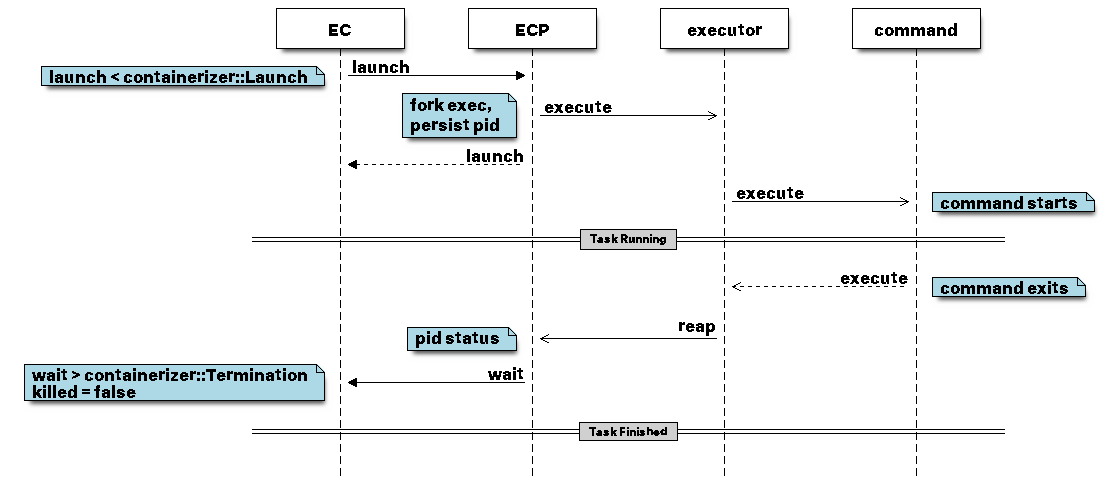 EC
ECP
executor
command
launch < containerizer::Launch
launch
fork exec,
persist pid
execute
launch
execute
command starts
Task Running
execute
command exits
reap
pid status
wait > containerizer::Termination
killed = false
wait
Task Finished